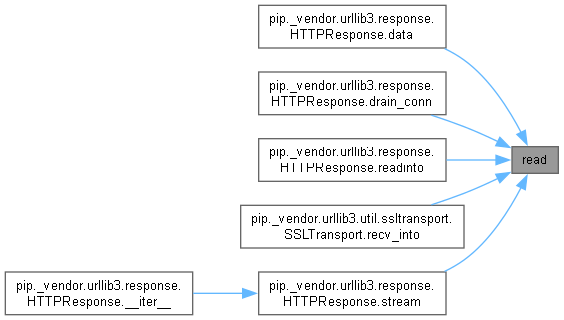 pip._vendor.urllib3.response.
HTTPResponse.data
pip._vendor.urllib3.response.
HTTPResponse.drain_conn
pip._vendor.urllib3.response.
HTTPResponse.readinto
read
pip._vendor.urllib3.util.ssltransport.
SSLTransport.recv_into
pip._vendor.urllib3.response.
HTTPResponse.__iter__
pip._vendor.urllib3.response.
HTTPResponse.stream